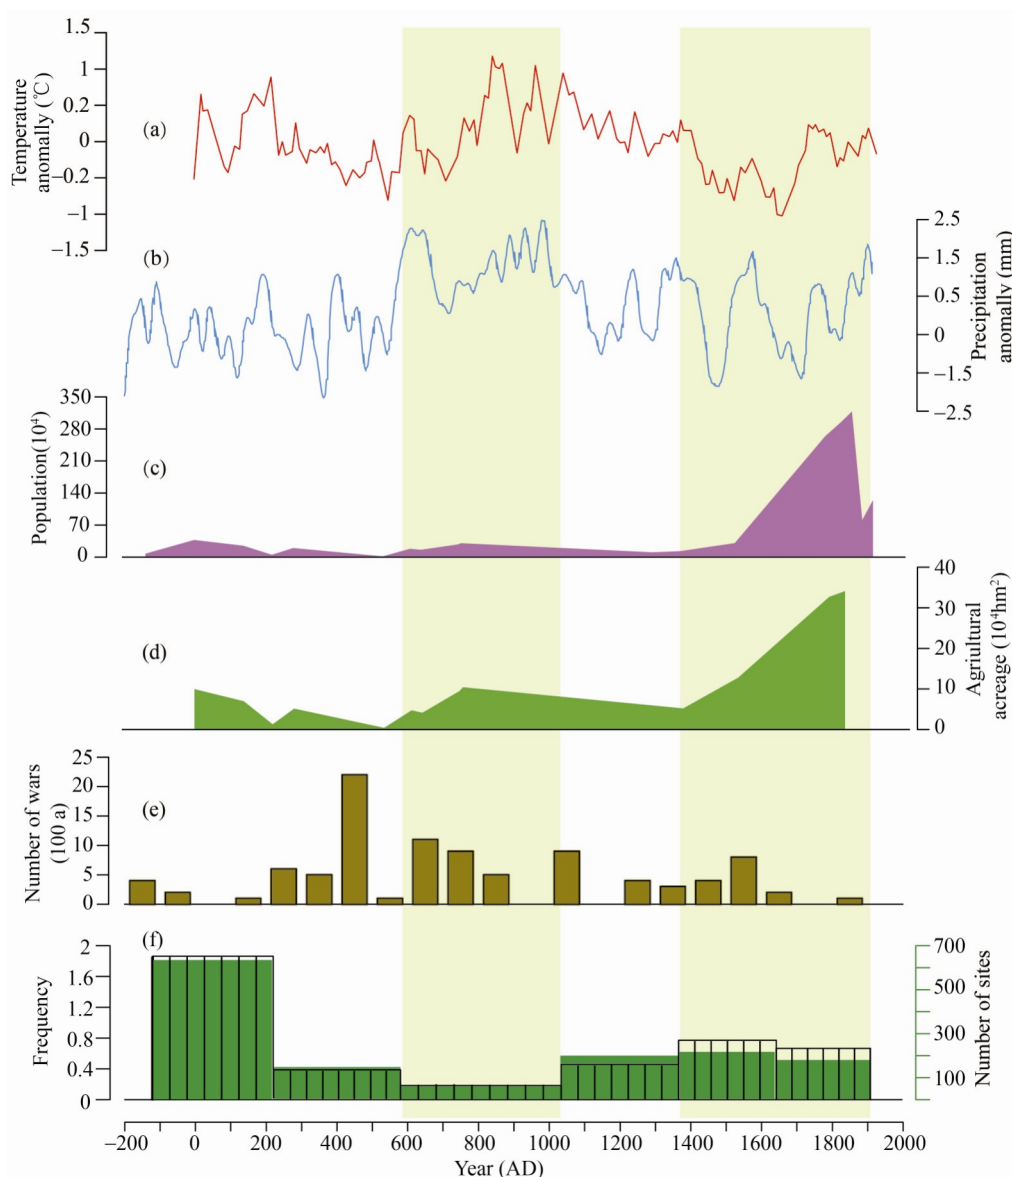 1.5
1
0.2
0
−0.2
−1
−1.5
Temperature
anomally (℃)
(a)
(b)
2.5
1.5
0.5
0
−1.5
−2.5
Precipitation
anomally (mm)
350
280
210
140
70
0
Population(10⁴)
(c)
40
30
20
10
0
Agriultural
acreage (10⁴hm²)
(d)
25
20
15
10
5
0
Number of wars
(100 a)
(e)
(f)
2
1.6
1.2
0.8
0.4
0
Frequency
700
500
300
100
Number of sites
−200 0 200 400 600 800 1000 1200 1400 1600 1800 2000
Year (AD)